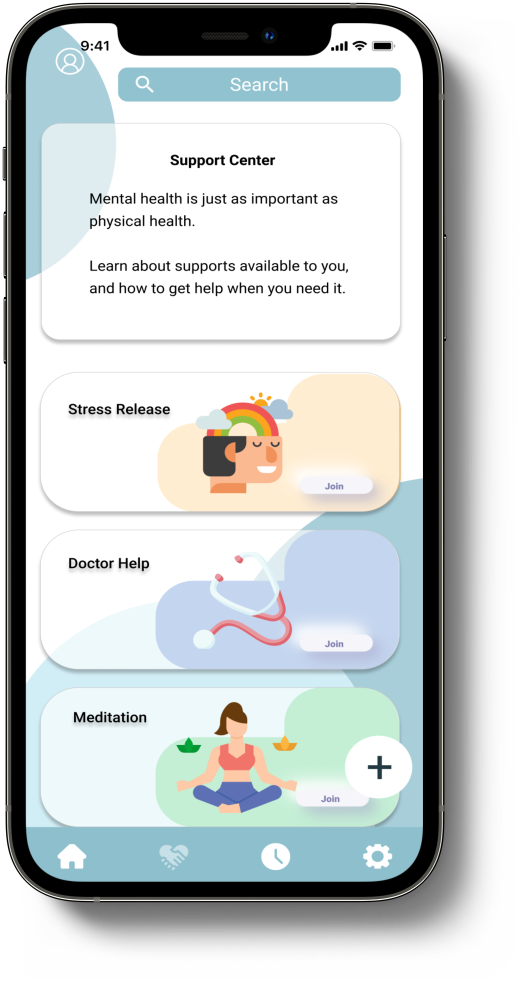 9:41
Search
Support Center
Mental health is just as important as
physical health.
Learn about supports available to you,
and how to get help when you need it.
Stress Release
Join
Doctor Help
Join
Meditation
Join